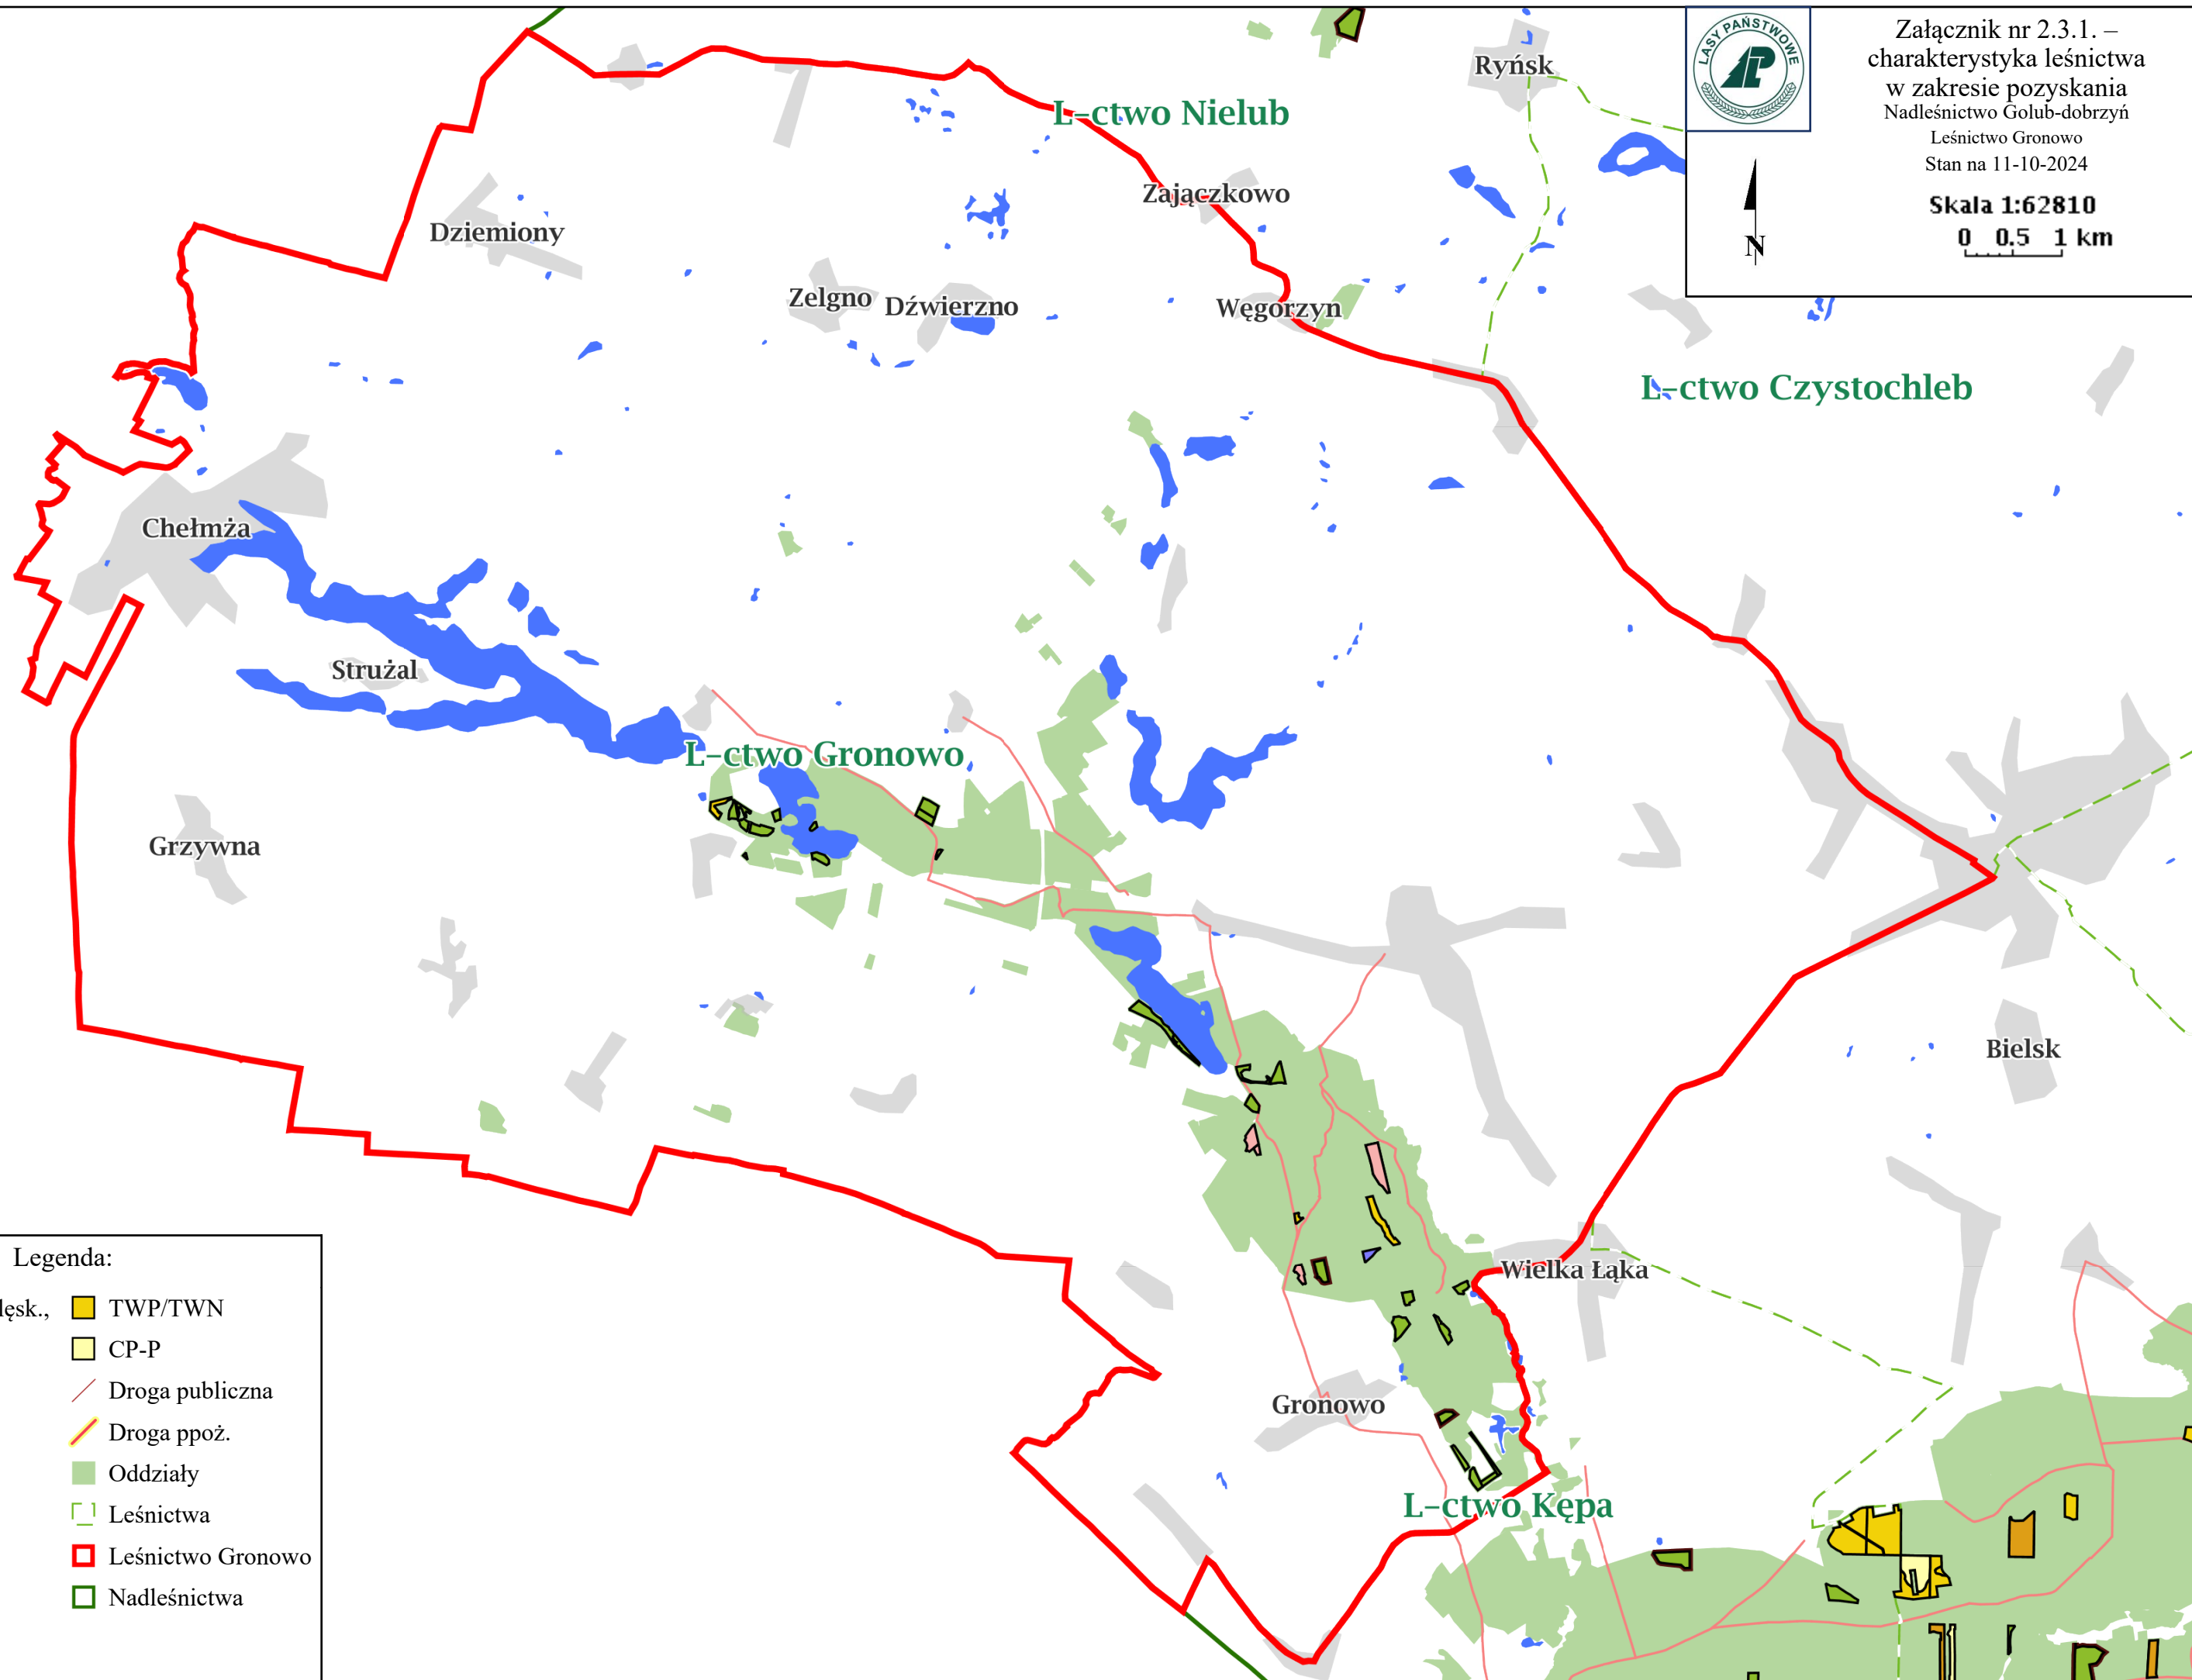 LASY PAŃSTWOWE
Załącznik nr 2.3.1. –
charakterystyka leśnictwa
w zakresie pozyskania
Nadleśnictwo Golub-dobrzyń
Leśnictwo Gronowo
Stan na 11-10-2024
Skala 1:62810
0 0.5 1 km
N
Ryńsk
L-ctwo Nielub
Zajączkowo
Dziemiony
Zelgno
Dźwierzno
Węgorzyn
L-ctwo Czystochleb
Chełmża
Strużal
L-ctwo Gronowo
Grzywna
Bielsk
Wielka Łąka
Gronowo
L-ctwo Kępa
Legenda:
lęsk.,
TWP/TWN
CP-P
Droga publiczna
Droga ppoż.
Oddziały
Leśnictwa
Leśnictwo Gronowo
Nadleśnictwa